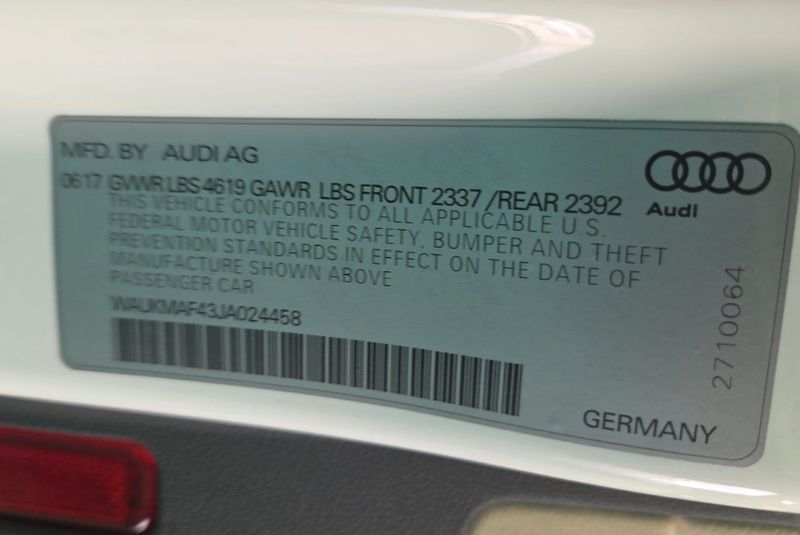 MFD. BY AUDI AG
06 17 GVWR LBS 4619 GAWR LBS FRONT 2337 / REAR 2392
THIS VEHICLE CONFORMS TO ALL APPLICABLE U.S.
FEDERAL MOTOR VEHICLE SAFETY, BUMPER AND THEFT
PREVENTION STANDARDS IN EFFECT ON THE DATE OF
MANUFACTURE SHOWN ABOVE
PASSENGER CAR
WAUKMAF43JA024458
Audi
2710064
GERMANY